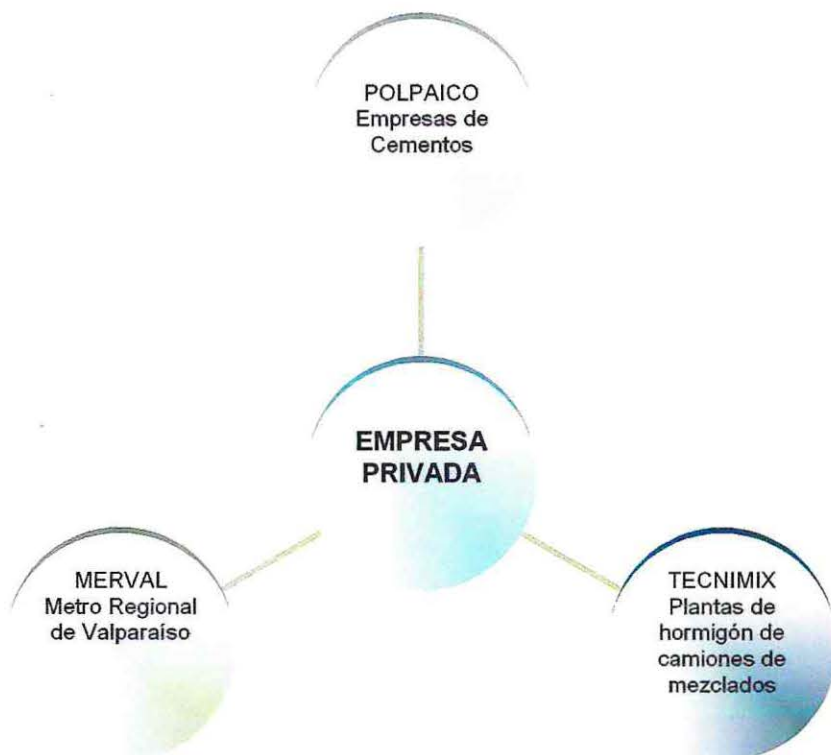 POLPAICO
Empresas de
Cementos
EMPRESA
PRIVADA
MERVAL
Metro Regional
de Valparaíso
TECNIMIX
Plantas de
hormigón de
camiones de
mezclados